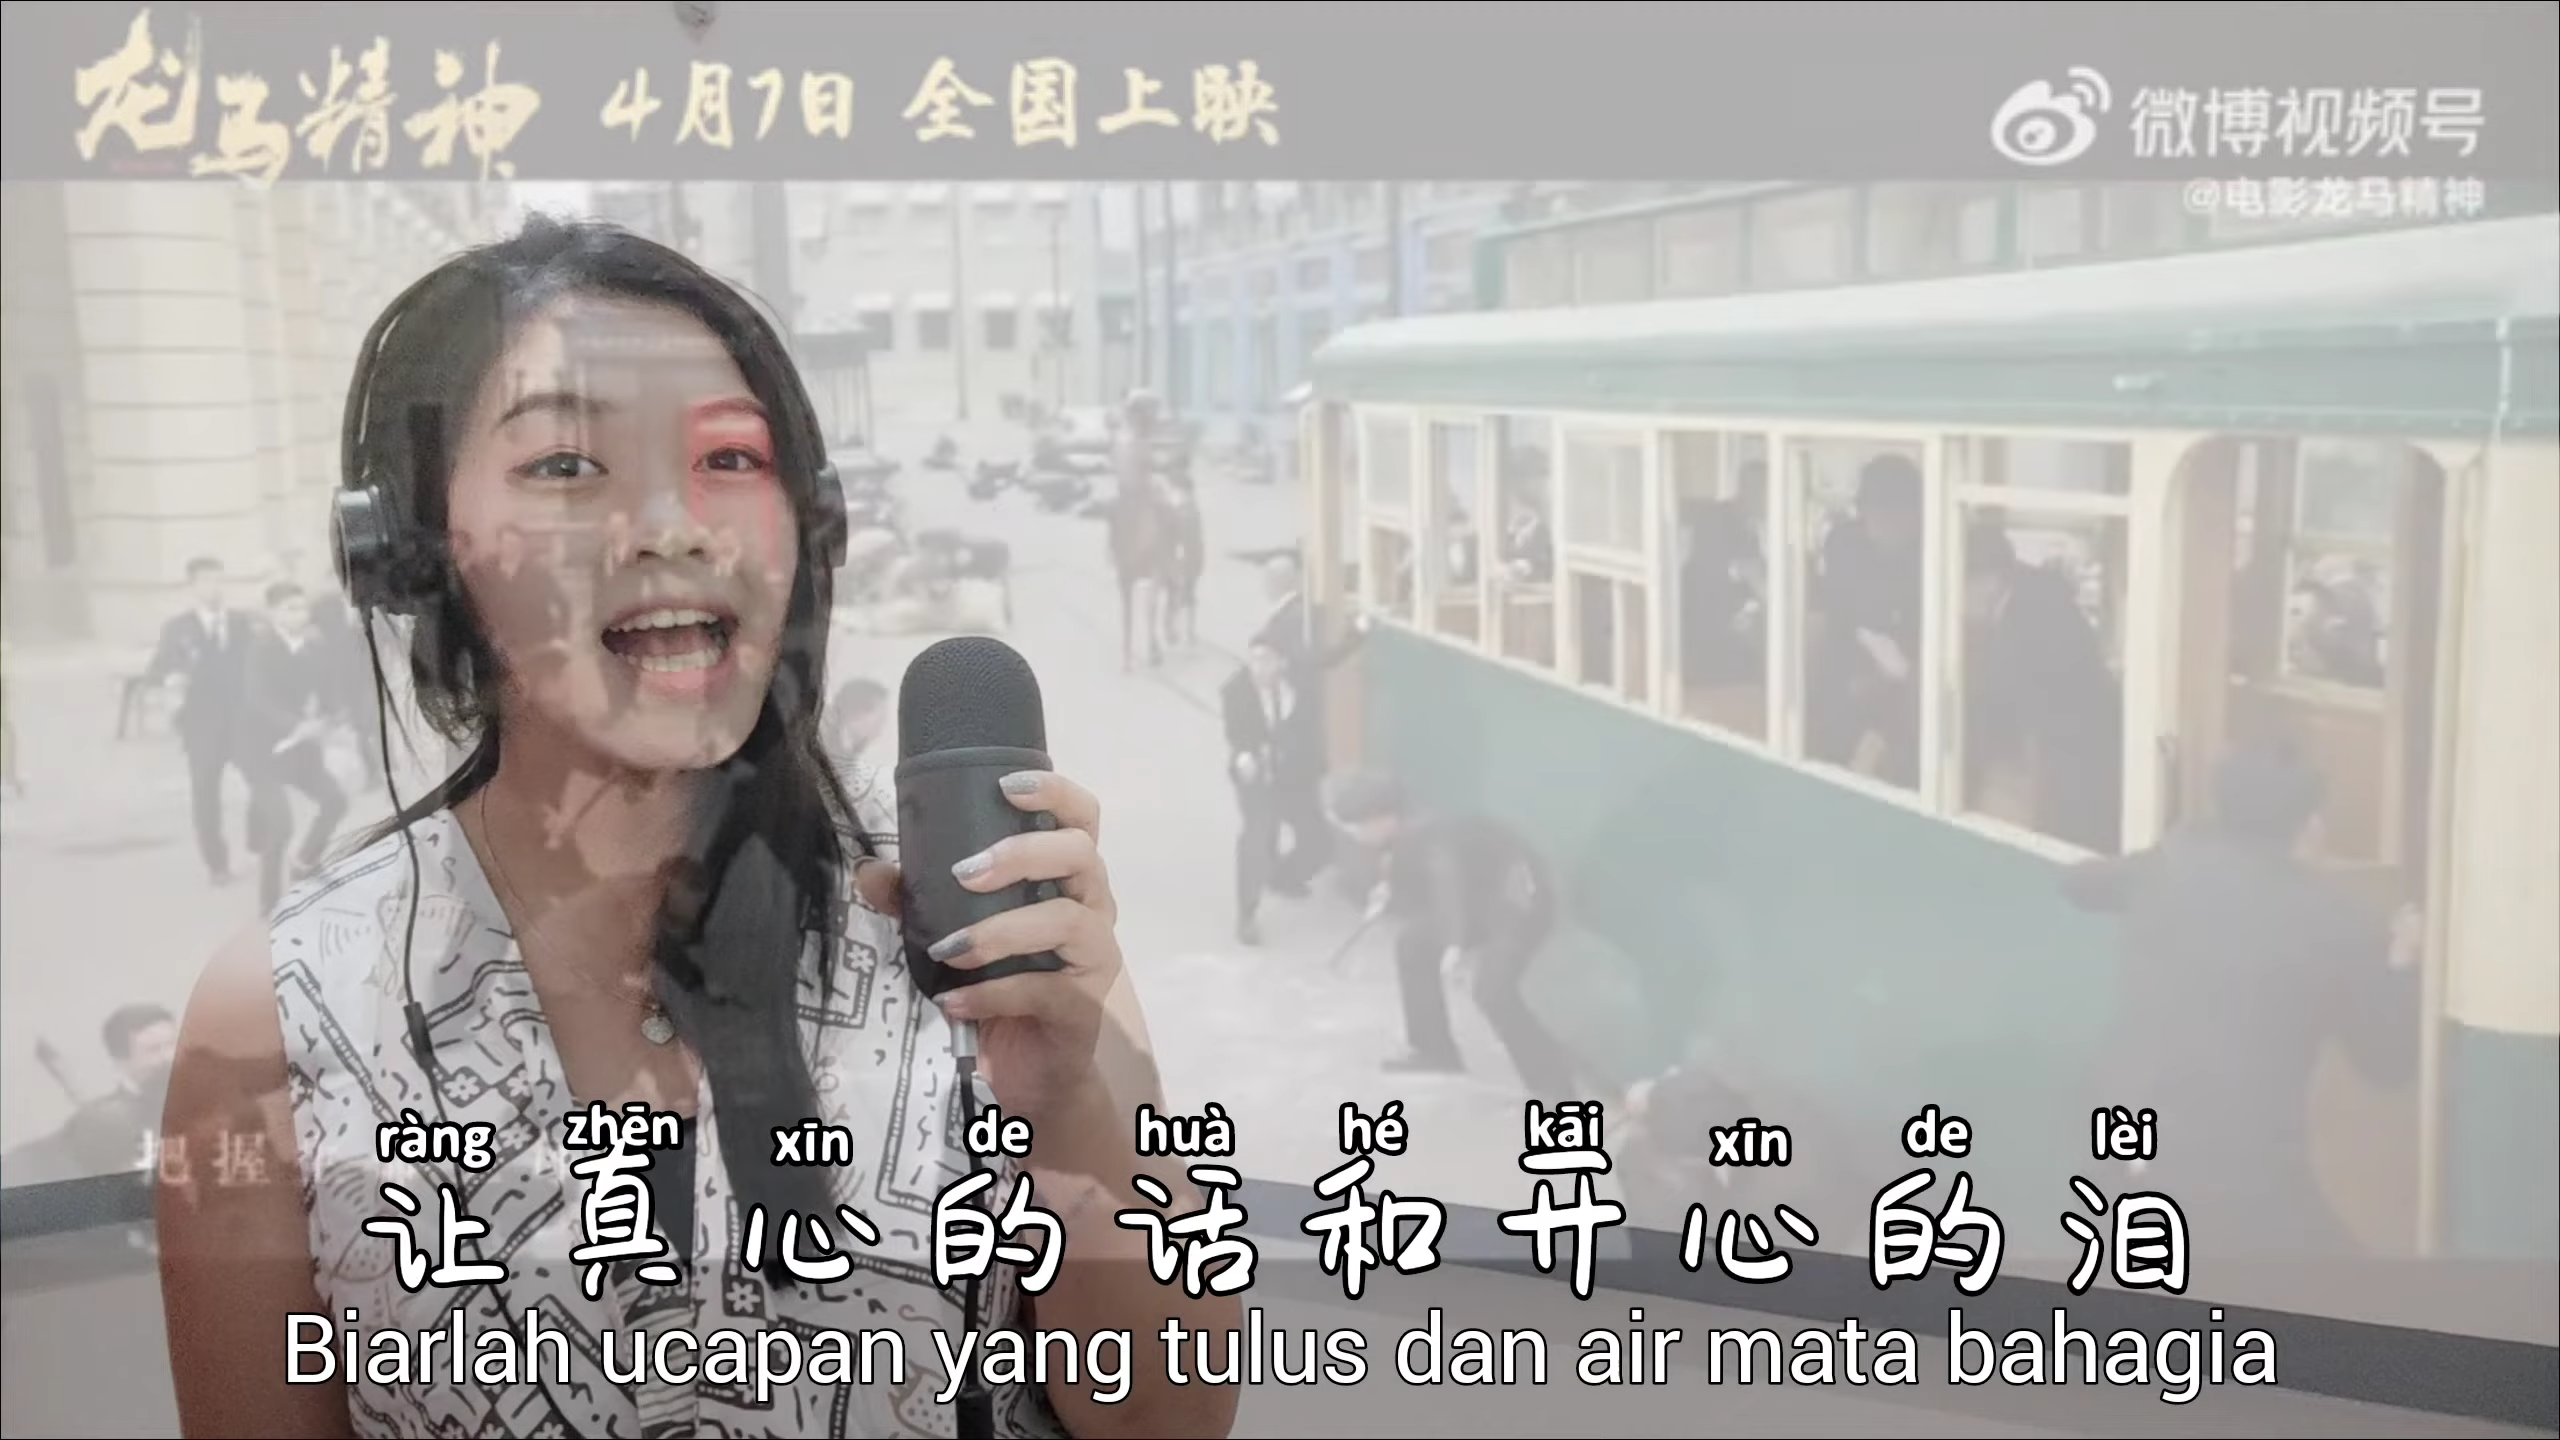 龙马精神 4月7日 全国上映
微博视频号
@电影龙马精神
把握
ràng zhēn xīn de huà hé kāi xīn de lèi
让真心的话和开心的泪
Biarlah ucapan yang tulus dan air mata bahagia